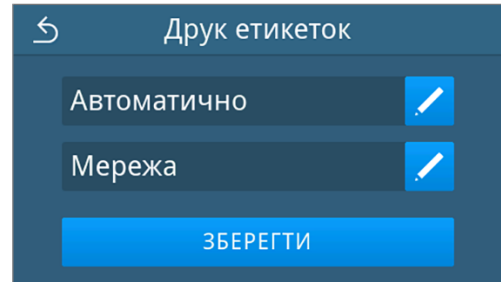 Друк етикеток
Автоматично
Мережа
ЗБЕРЕГТИ